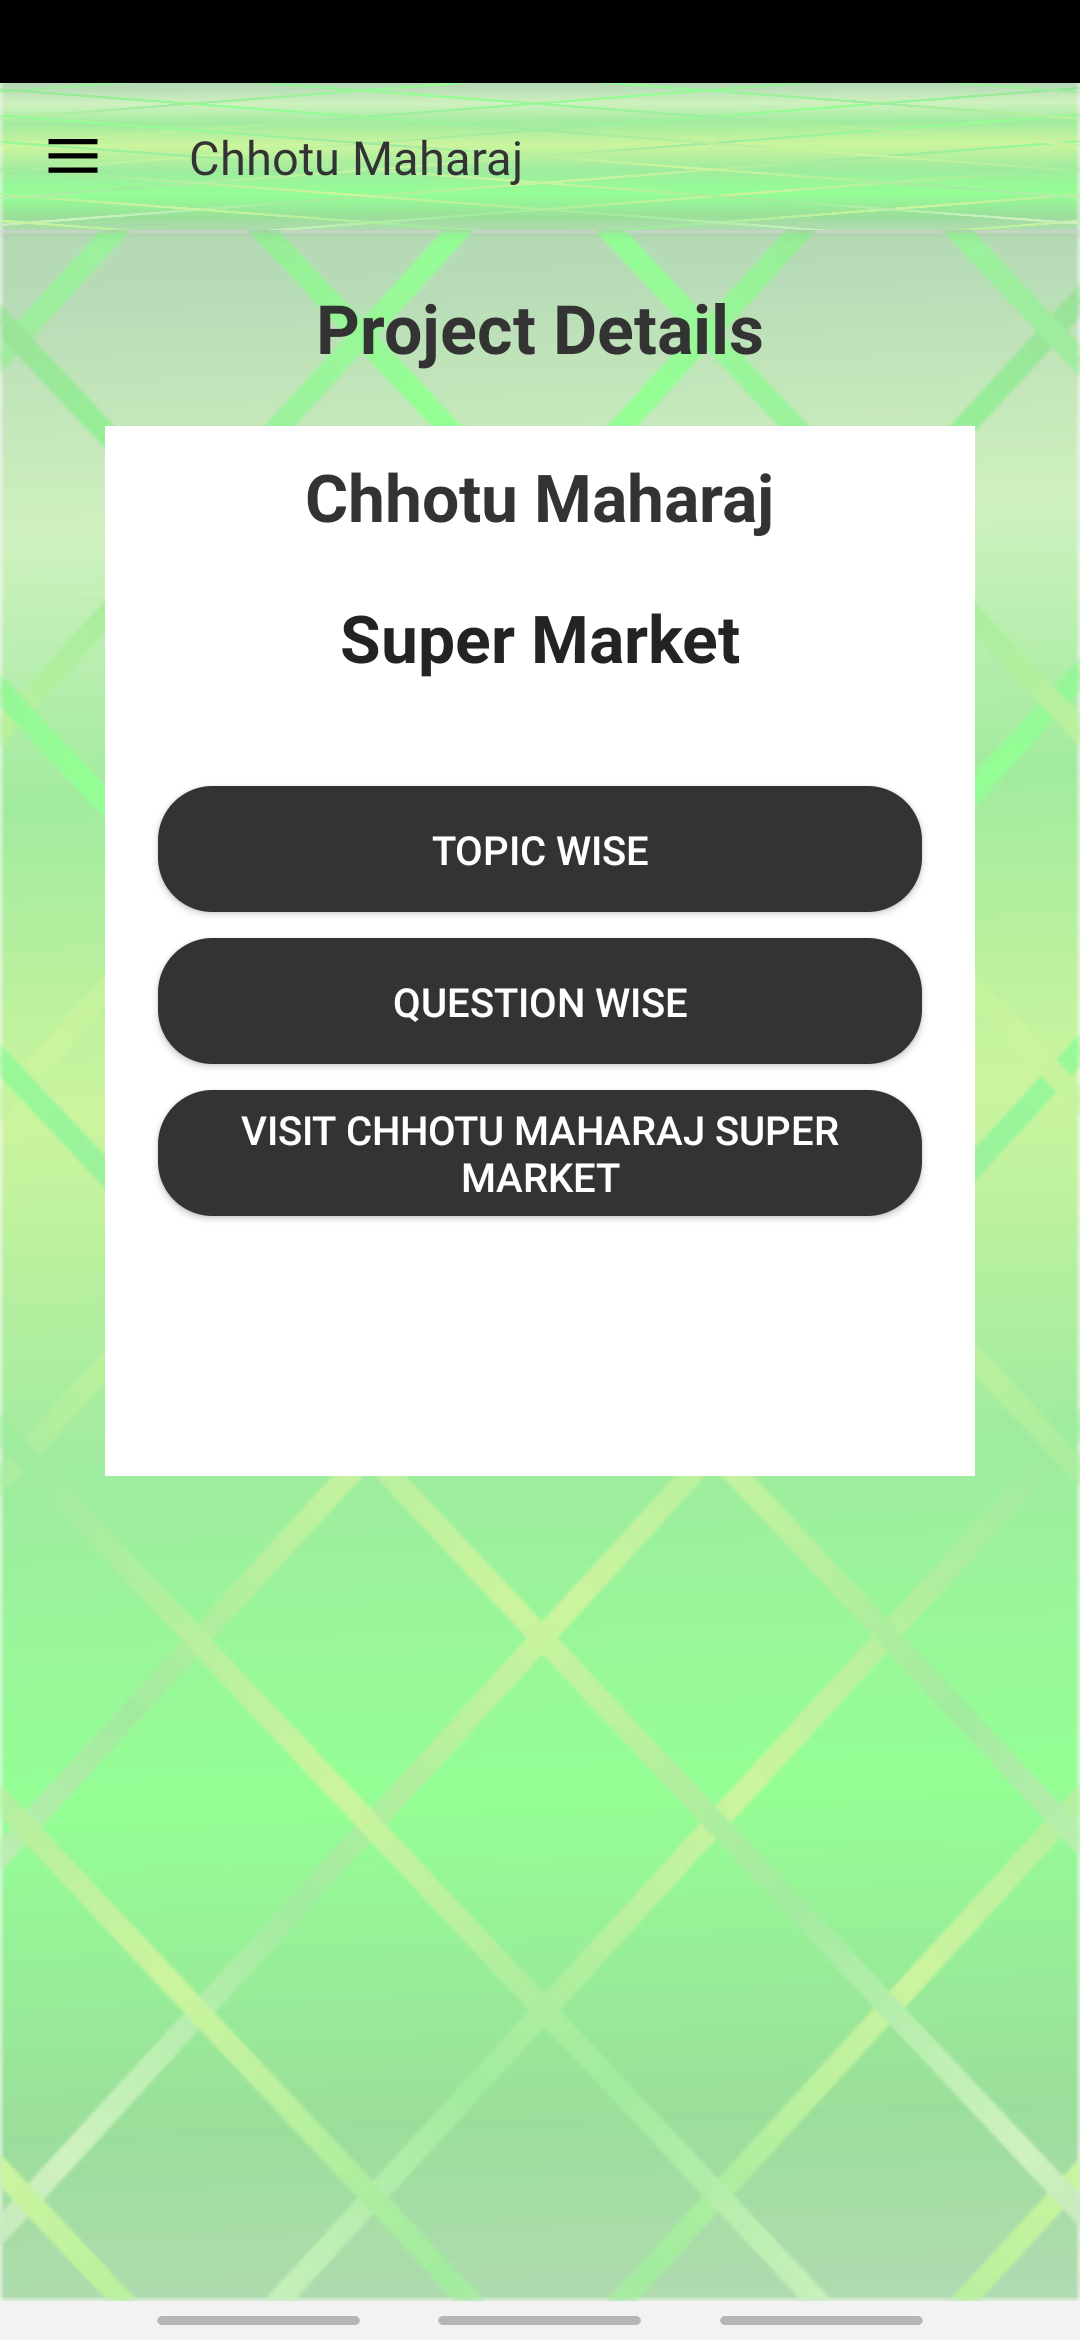 Chhotu Maharaj
Project Details
Chhotu Maharaj
Super Market
TOPIC WISE
QUESTION WISE
VISIT CHHOTU MAHARAJ SUPER
MARKET